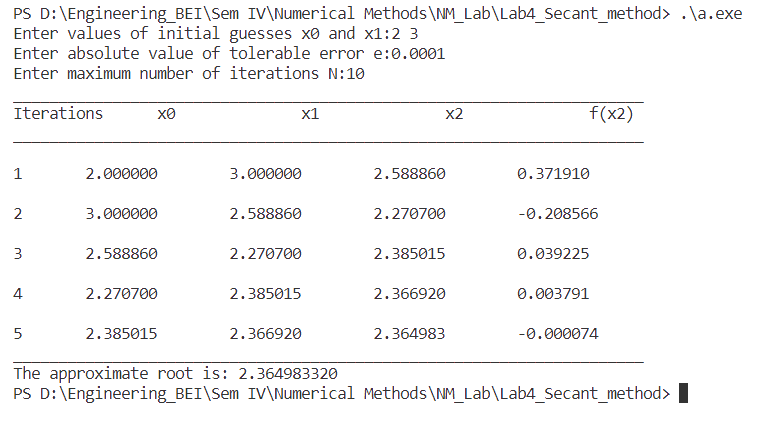 PS D:\Engineering_BEI\Sem IV\Numerical Methods\NM_Lab\Lab4_Secant_method> .\a.exe
Enter values of initial guesses x0 and x1:2 3
Enter absolute value of tolerable error e:0.0001
Enter maximum number of iterations N:10
Iterations x0 x1 x2 f(x2)
1 2.000000 3.000000 2.588860 0.371910
2 3.000000 2.588860 2.270700 -0.208566
3 2.588860 2.270700 2.385015 0.039225
4 2.270700 2.385015 2.366920 0.003791
5 2.385015 2.366920 2.364983 -0.000074
The approximate root is: 2.364983320
PS D:\Engineering_BEI\Sem IV\Numerical Methods\NM_Lab\Lab4_Secant_method>